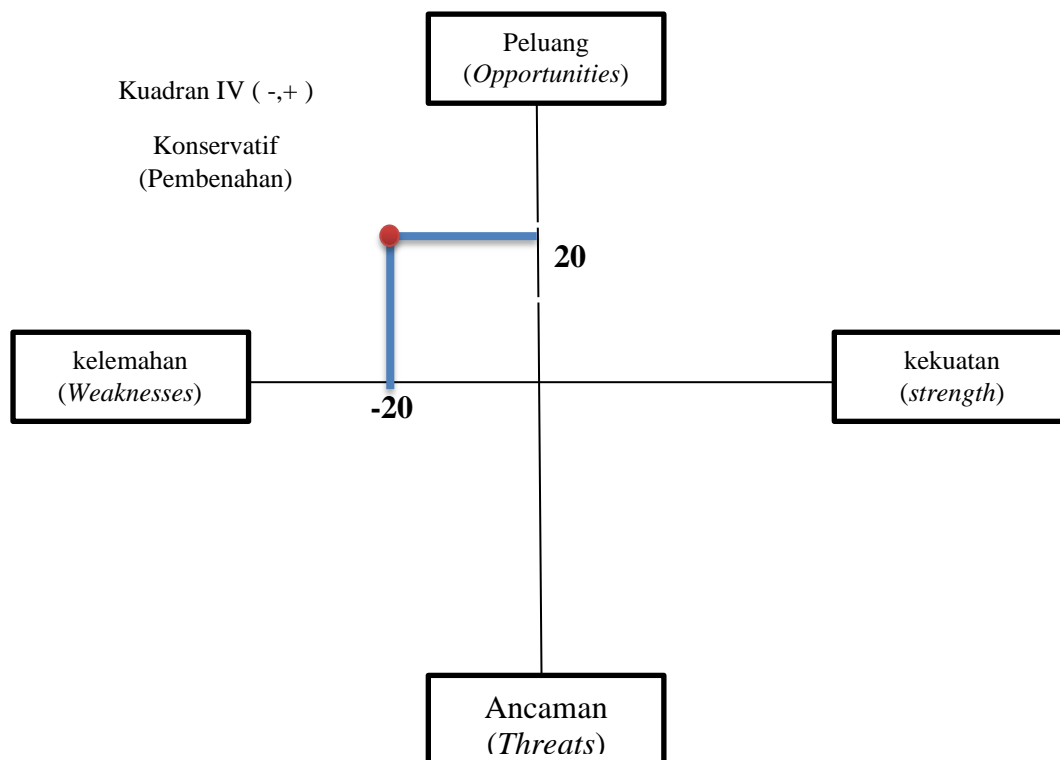 Peluang
(Opportunities)
Kuadran IV ( -,+ )
Konservatif
(Pembenahan)
20
kelemahan
(Weaknesses)
kekuatan
(strength)
-20
Ancaman
(Threats)